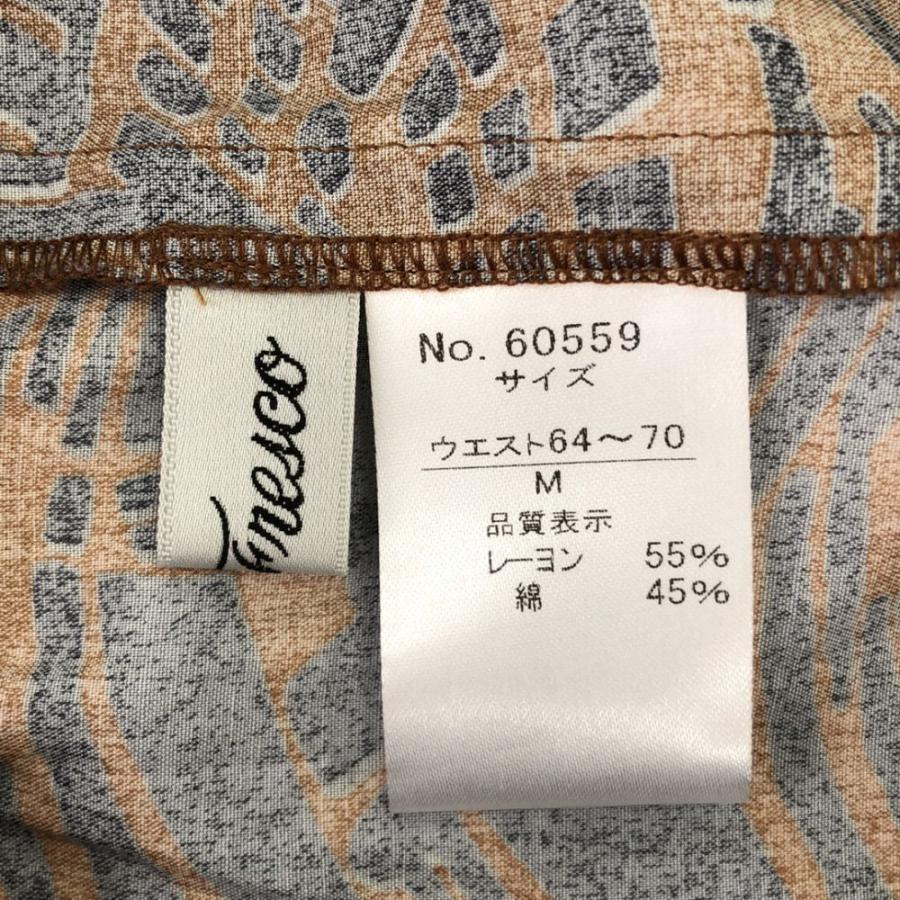 Fresco
No. 60559
サイズ
ウエスト64～70
M
品質表示
レーヨン 55%
綿 45%